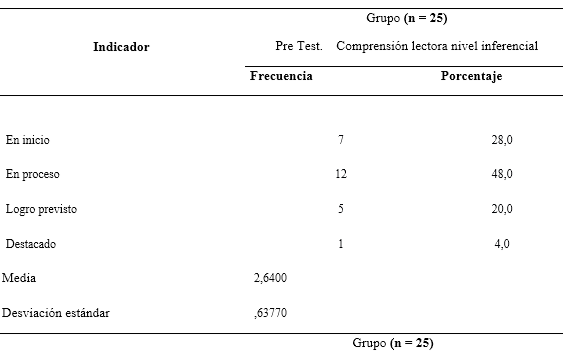 Grupo (n = 25)
Indicador Pre Test. Comprensión lectora nivel inferencial
Frecuencia Porcentaje
En inicio 7 28,0
En proceso 12 48,0
Logro previsto 5 20,0
Destacado 1 4,0
Media 2,6400
Desviación estándar ,63770
Grupo (n = 25)